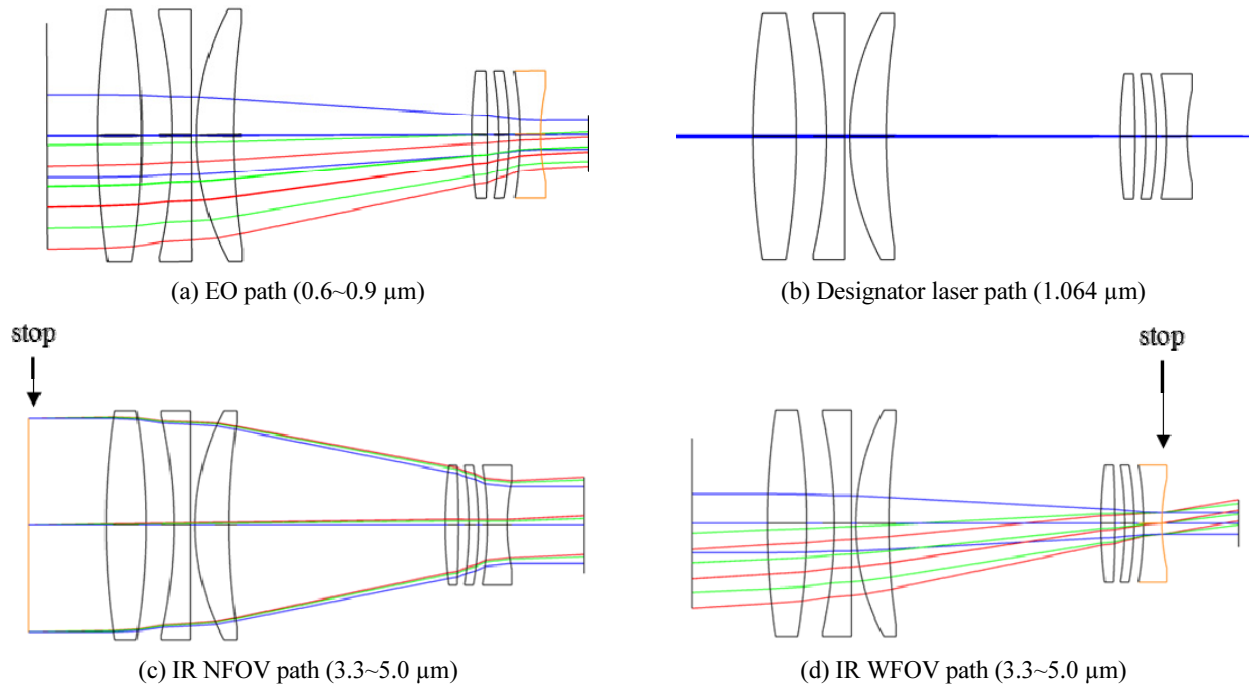 (a) EO path (0.6~0.9 µm)
(b) Designator laser path (1.064 µm)
stop
stop
(c) IR NFOV path (3.3~5.0 µm)
(d) IR WFOV path (3.3~5.0 µm)